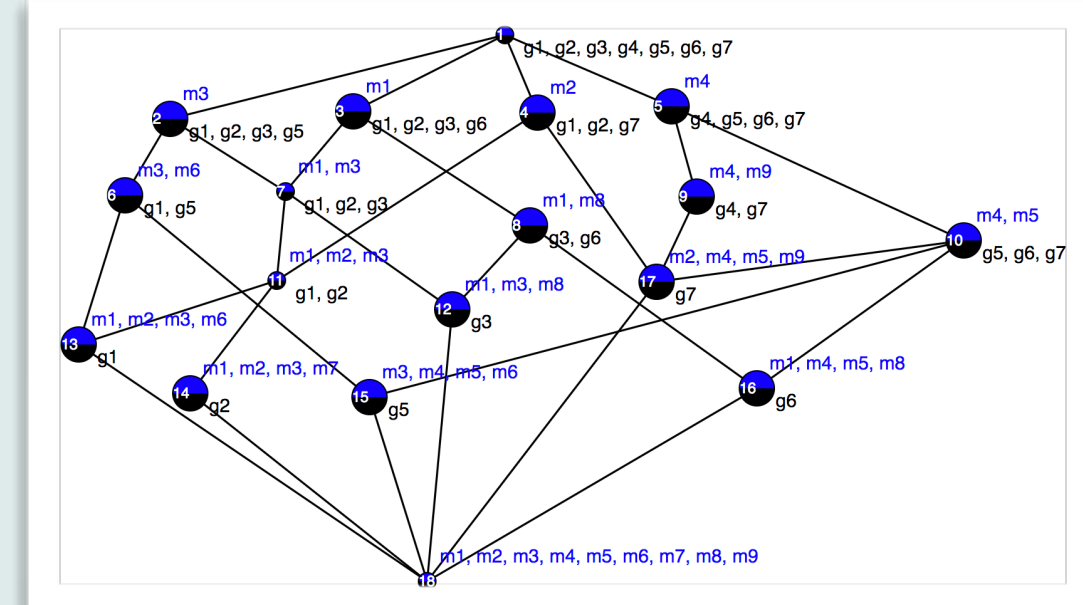 1
g1, g2, g3, g4, g5, g6, g7
m3
2
g1, g2, g3, g5
m1
3
g1, g2, g3, g6
m2
4
g1, g2, g7
m4
5
g4, g5, g6, g7
m3, m6
6
g1, g5
m1, m3
7
g1, g2, g3
m1, m8
8
g3, g6
m4, m9
9
g4, g7
m4, m5
10
g5, g6, g7
m1, m2, m3
11
g1, g2
m1, m3, m8
12
g3
m2, m4, m5, m9
17
g7
m1, m2, m3, m6
13
g1
m1, m2, m3, m7
14
g2
m3, m4, m5, m6
15
g5
m1, m4, m5, m8
16
g6
m1, m2, m3, m4, m5, m6, m7, m8, m9
18